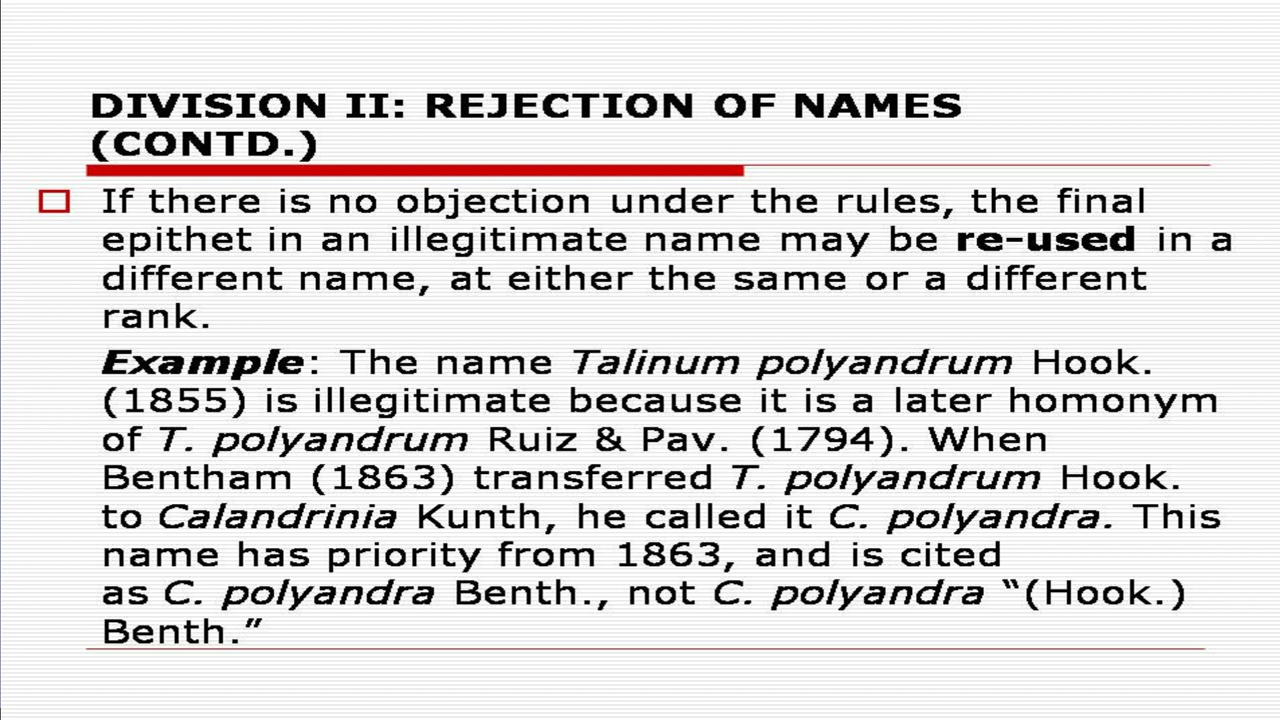 DIVISION II: REJECTION OF NAMES
(CONTD.)
If there is no objection under the rules, the final
epithet in an illegitimate name may be re-used in a
different name, at either the same or a different
rank.
Example: The name Talinum polyandrum Hook.
(1855) is illegitimate because it is a later homonym
of T. polyandrum Ruiz & Pav. (1794). When
Bentham (1863) transferred T. polyandrum Hook.
to Calandrinia Kunth, he called it C. polyandra. This
name has priority from 1863, and is cited
as C. polyandra Benth., not C. polyandra “(Hook.)
Benth.”